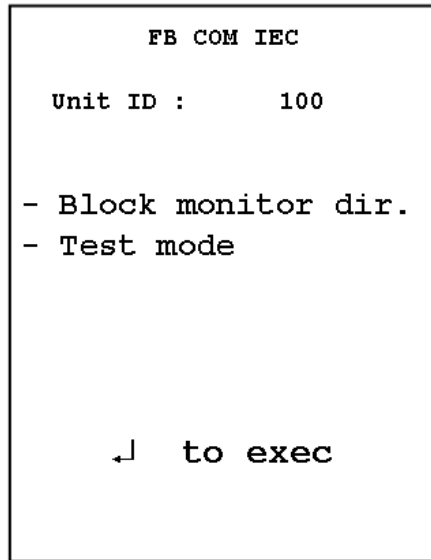 FB COM IEC
Unit ID : 100
- Block monitor dir.
- Test mode
↲ to exec